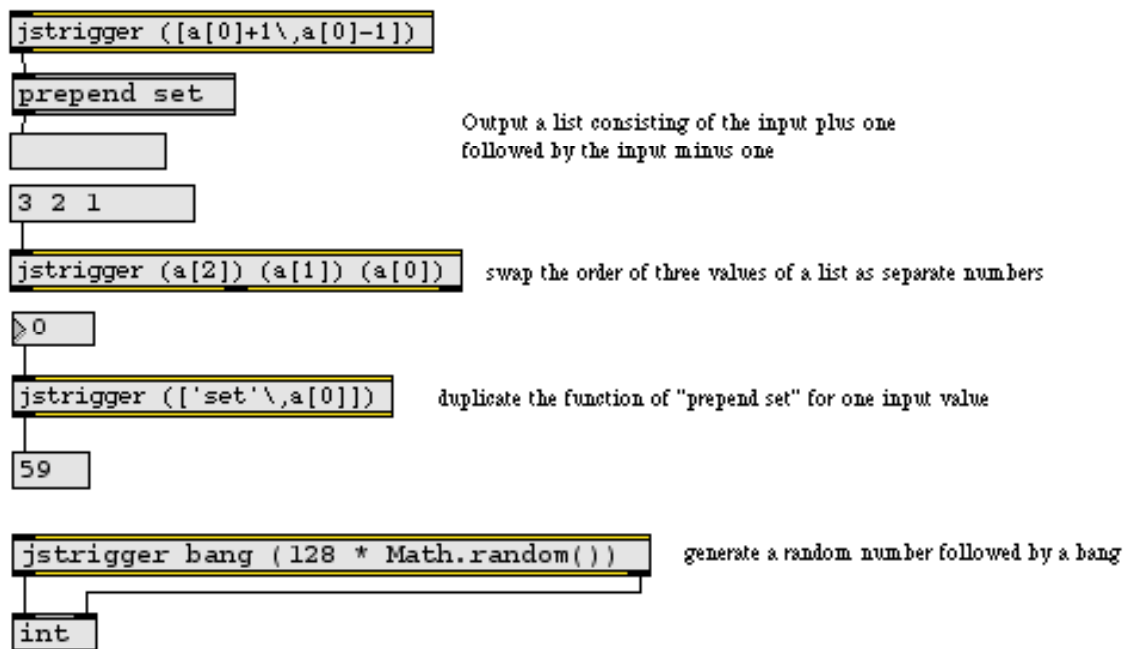 jstrigger ([a[0]+1\,a[0]-1])
prepend set
Output a list consisting of the input plus one
followed by the input minus one
3 2 1
jstrigger (a[2]) (a[1]) (a[0])
swap the order of three values of a list as separate numbers
0
jstrigger (['set'\,a[0]])
duplicate the function of "prepend set" for one input value
59
jstrigger bang (128 * Math.random())
generate a random number followed by a bang
int